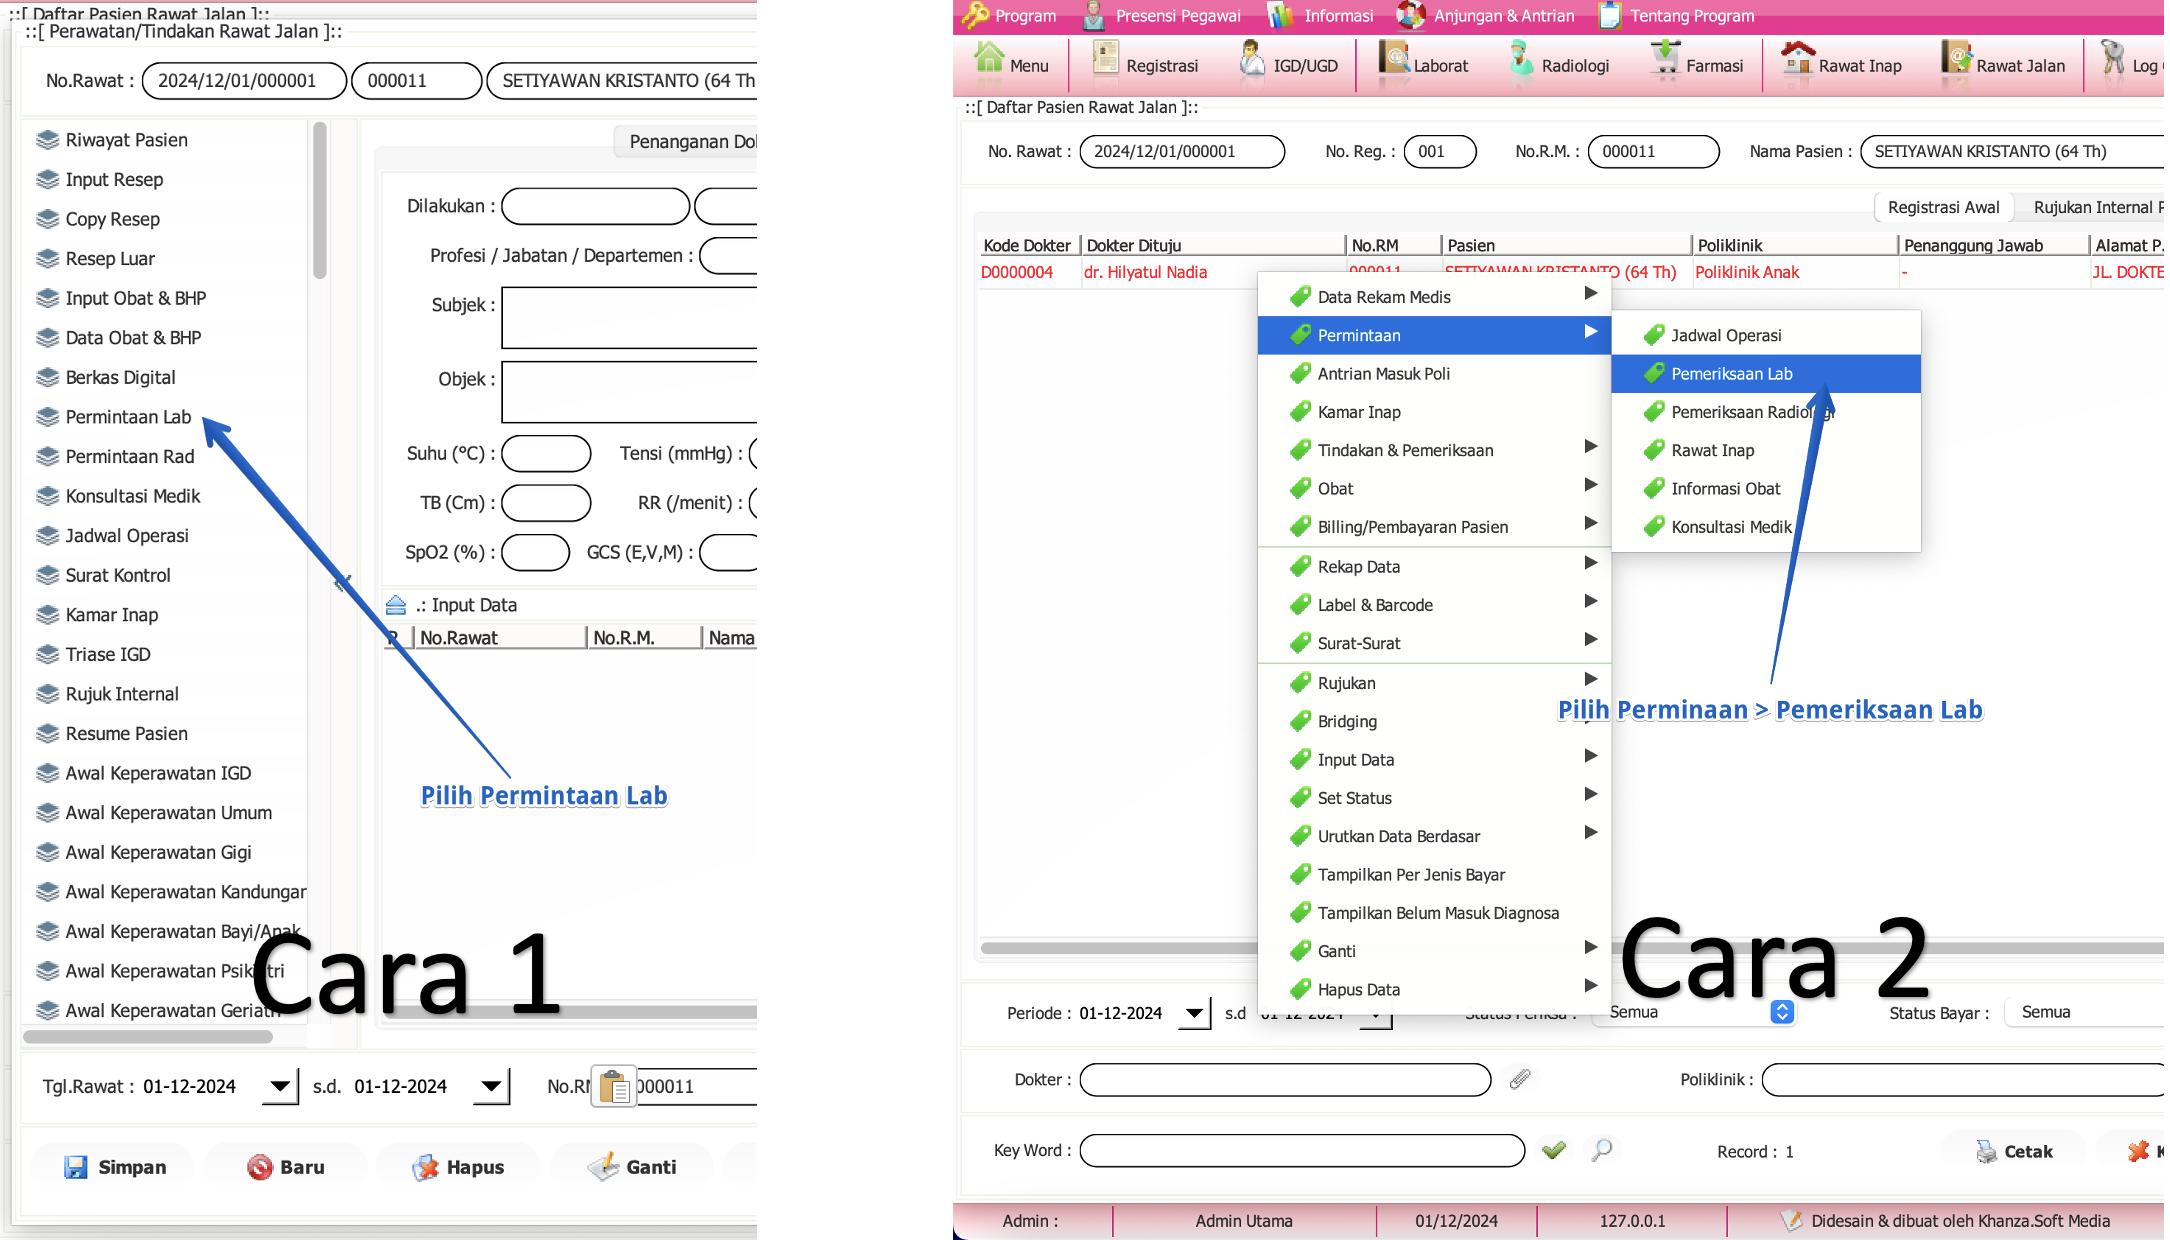 ::[ Daftar Pasien Rawat Jalan ]::
::[ Perawatan/Tindakan Rawat Jalan ]::
No.Rawat : 2024/12/01/000001 000011 SETIYAWAN KRISTANTO (64 Th
Riwayat Pasien
Input Resep
Copy Resep
Resep Luar
Input Obat & BHP
Data Obat & BHP
Berkas Digital
Permintaan Lab
Permintaan Rad
Konsultasi Medik
Jadwal Operasi
Surat Kontrol
Kamar Inap
Triase IGD
Rujuk Internal
Resume Pasien
Awal Keperawatan IGD
Awal Keperawatan Umum
Awal Keperawatan Gigi
Awal Keperawatan Kandungan
Awal Keperawatan Bayi/Anak
Awal Keperawatan Psikiatri
Awal Keperawatan Geriatri
Penanganan Dok
Dilakukan :
Profesi / Jabatan / Departemen :
Subjek :
Objek :
Suhu (°C) : Tensi (mmHg) :
TB (Cm) : RR (/menit) :
SpO2 (%) : GCS (E,V,M) :
.: Input Data
P No.Rawat No.R.M. Nama
Pilih Permintaan Lab
Cara 1
Tgl.Rawat : 01-12-2024 s.d. 01-12-2024 No.RM 000011
Simpan Baru Hapus Ganti
Program Presensi Pegawai Informasi Anjungan & Antrian Tentang Program
Menu Registrasi IGD/UGD Laborat Radiologi Farmasi Rawat Inap Rawat Jalan Log
::[ Daftar Pasien Rawat Jalan ]::
No. Rawat : 2024/12/01/000001 No. Reg. : 001 No.R.M. : 000011 Nama Pasien : SETIYAWAN KRISTANTO (64 Th)
Registrasi Awal Rujukan Internal P
Kode Dokter Dokter Dituju No.RM Pasien Poliklinik Penanggung Jawab Alamat P.
D0000004 dr. Hilyatul Nadia 000011 SETIYAWAN KRISTANTO (64 Th) Poliklinik Anak - JL. DOKTE
Data Rekam Medis
Permintaan
Antrian Masuk Poli
Kamar Inap
Tindakan & Pemeriksaan
Obat
Billing/Pembayaran Pasien
Rekap Data
Label & Barcode
Surat-Surat
Rujukan
Bridging
Input Data
Set Status
Urutkan Data Berdasar
Tampilkan Per Jenis Bayar
Tampilkan Belum Masuk Diagnosa
Ganti
Hapus Data
Jadwal Operasi
Pemeriksaan Lab
Pemeriksaan Radiologi
Rawat Inap
Informasi Obat
Konsultasi Medik
Pilih Perminaan > Pemeriksaan Lab
Cara 2
Periode : 01-12-2024 s.d 01-12-2024 Status Periksa : Semua Status Bayar : Semua
Dokter : Poliklinik :
Key Word : Record : 1 Cetak K
Admin : Admin Utama 01/12/2024 127.0.0.1 Didesain & dibuat oleh Khanza.Soft Media